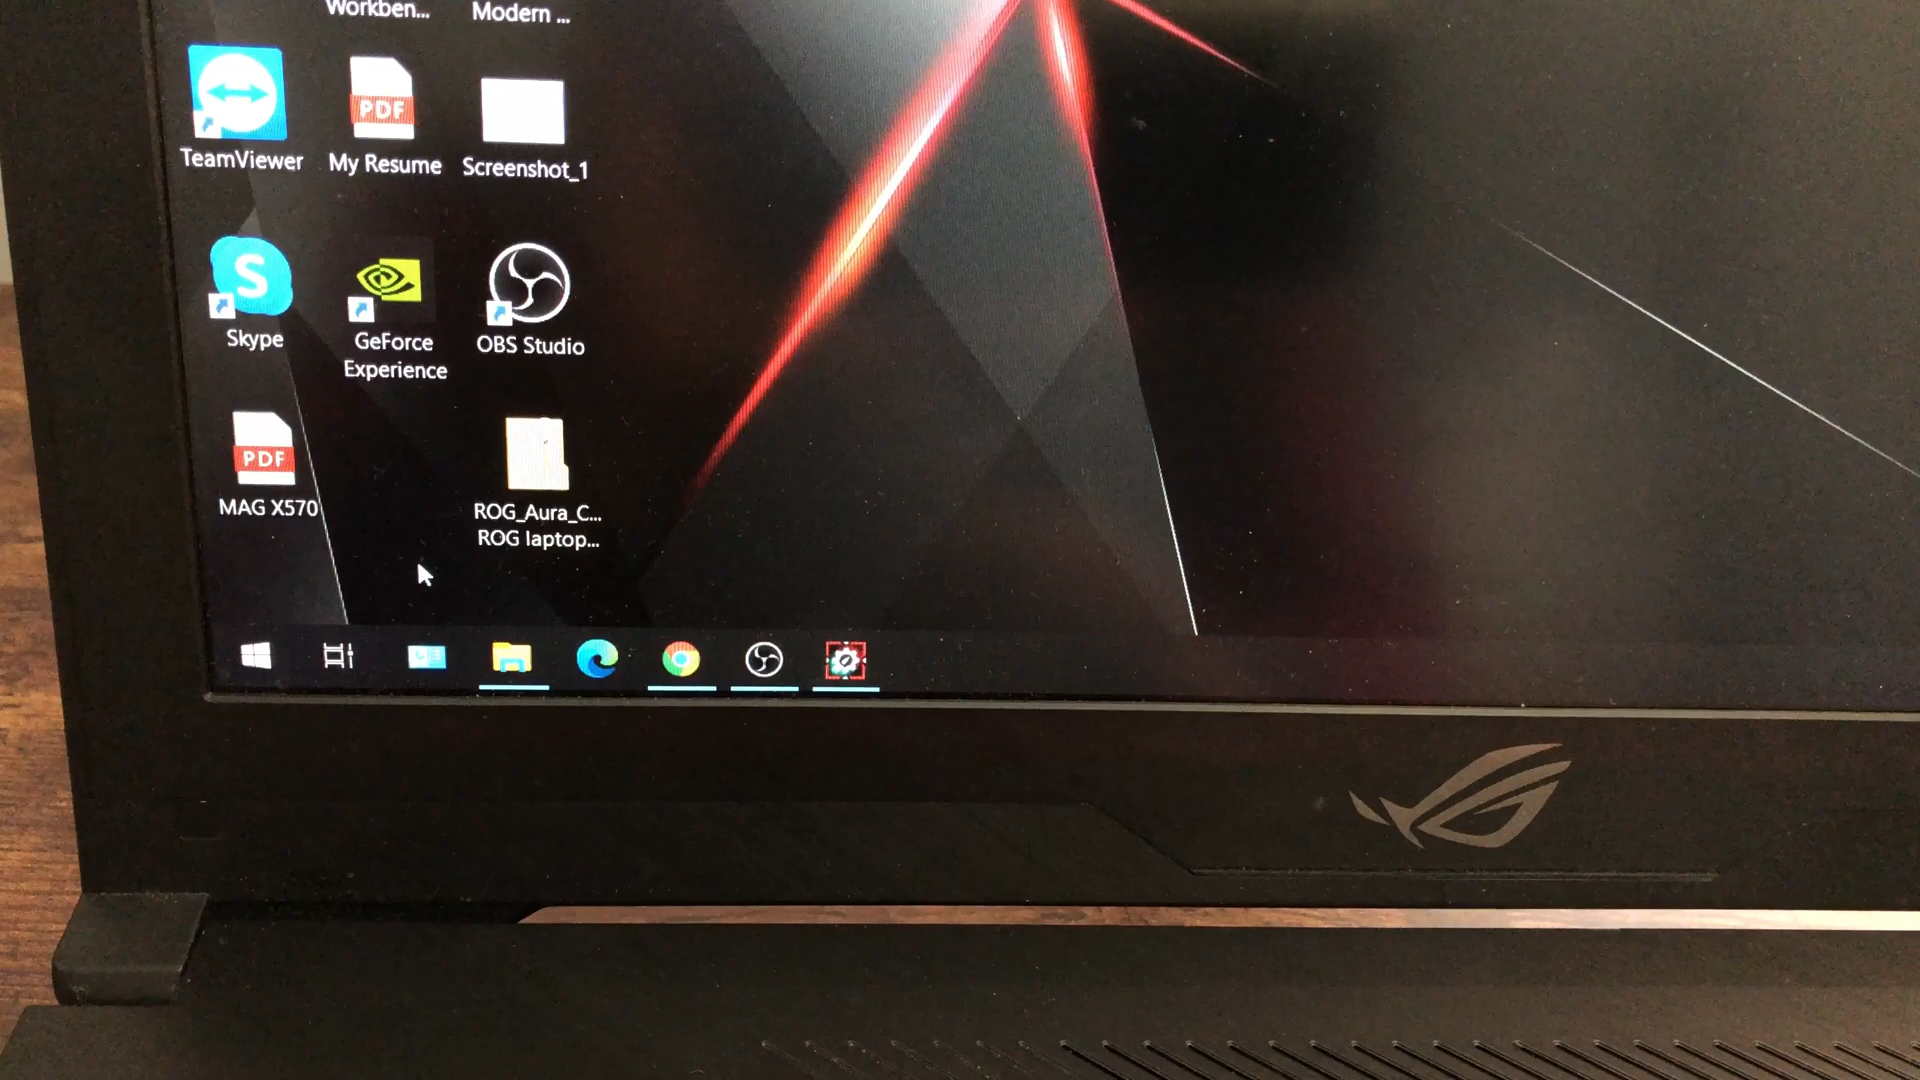 Workben...
Modern ...
TeamViewer
PDF
My Resume
Screenshot_1
S
Skype
GeForce
Experience
OBS Studio
PDF
MAG X570
ROG_Aura_C...
ROG laptop...